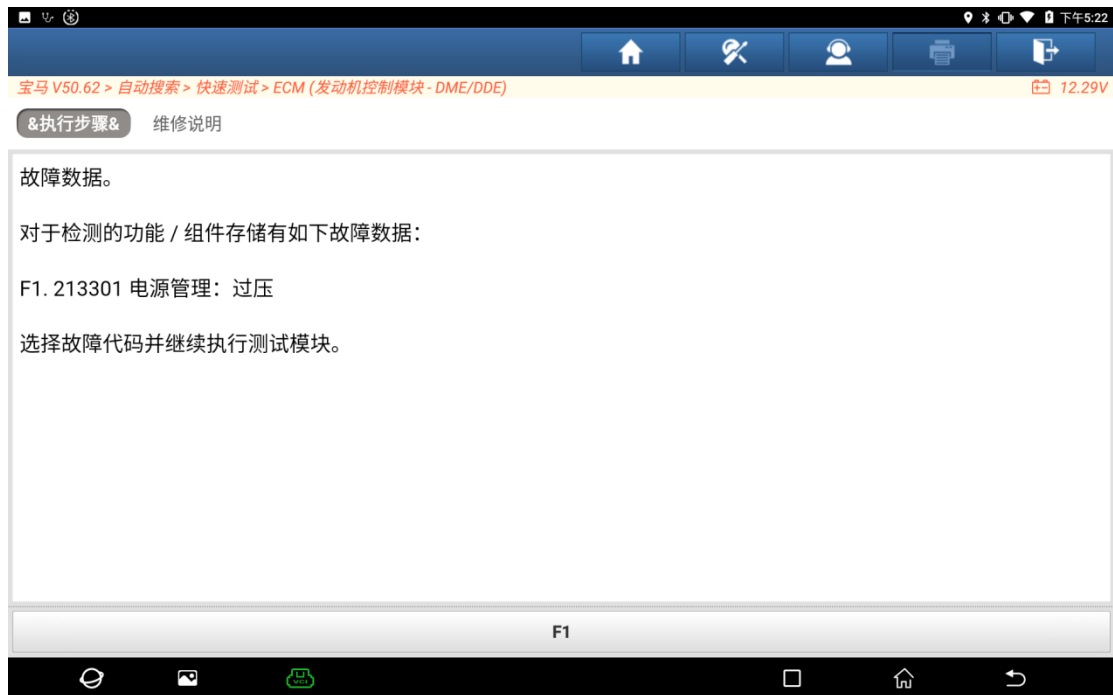 下午5:22
宝马 V50.62 > 自动搜索 > 快速测试 > ECM (发动机控制模块 - DME/DDE)
12.29V
&执行步骤& 维修说明
故障数据。
对于检测的功能 / 组件存储有如下故障数据：
F1. 213301 电源管理：过压
选择故障代码并继续执行测试模块。
F1
VCI